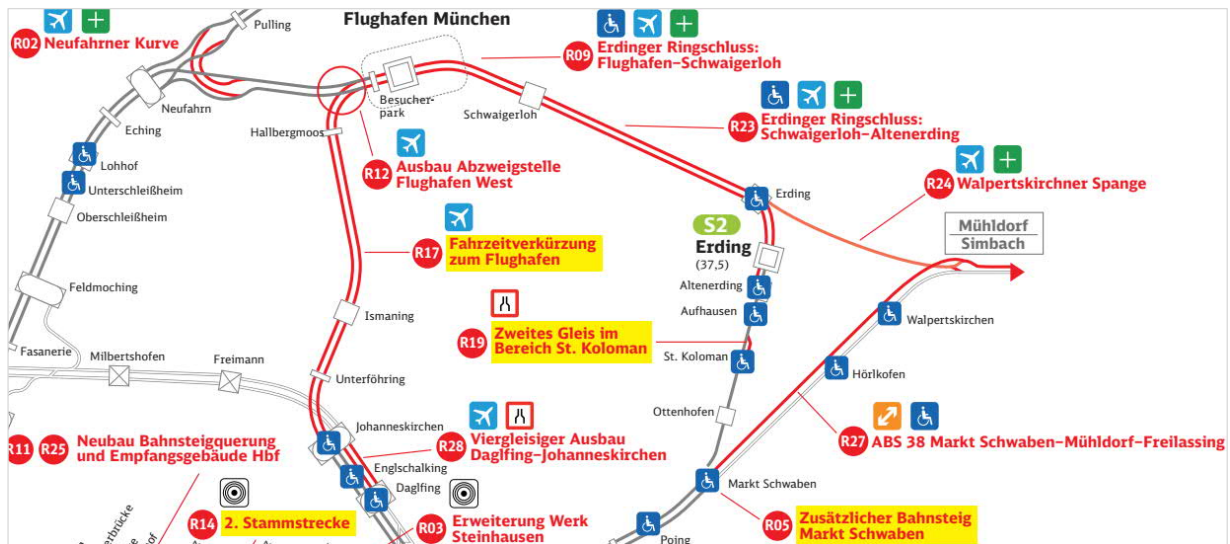 Flughafen München
Pulling
R02 Neufahrner Kurve
R09 Erdinger Ringschluss:
Flughafen–Schwaigerloh
Neufahrn
Besucher-
park
Schwaigerloh
R23 Erdinger Ringschluss:
Schwaigerloh–Altenerding
Eching
Hallbergmoos
Lohhof
R12 Ausbau Abzweigstelle
Flughafen West
Unterschleißheim
Oberschleißheim
Erding
R24 Walpertskirchner Spange
S2
Erding
(37,5)
Mühldorf
Simbach
R17 Fahrzeitverkürzung
zum Flughafen
Feldmoching
Altenerding
Aufhausen
Ismaning
Walpertskirchen
R19 Zweites Gleis im
Bereich St. Koloman
St. Koloman
Fasanerie
Milbertshofen
Freimann
Unterföhring
Hörlkofen
Ottenhofen
Johanneskirchen
R11 R25 Neubau Bahnsteigquerung
und Empfangsgebäude Hbf
R28 Viergleisiger Ausbau
Daglfing–Johanneskirchen
R27 ABS 38 Markt Schwaben–Mühldorf–Freilassing
Englschalking
Daglfing
Markt Schwaben
R14 2. Stammstrecke
R03 Erweiterung Werk
Steinhausen
R05 Zusätzlicher Bahnsteig
Markt Schwaben
Poing